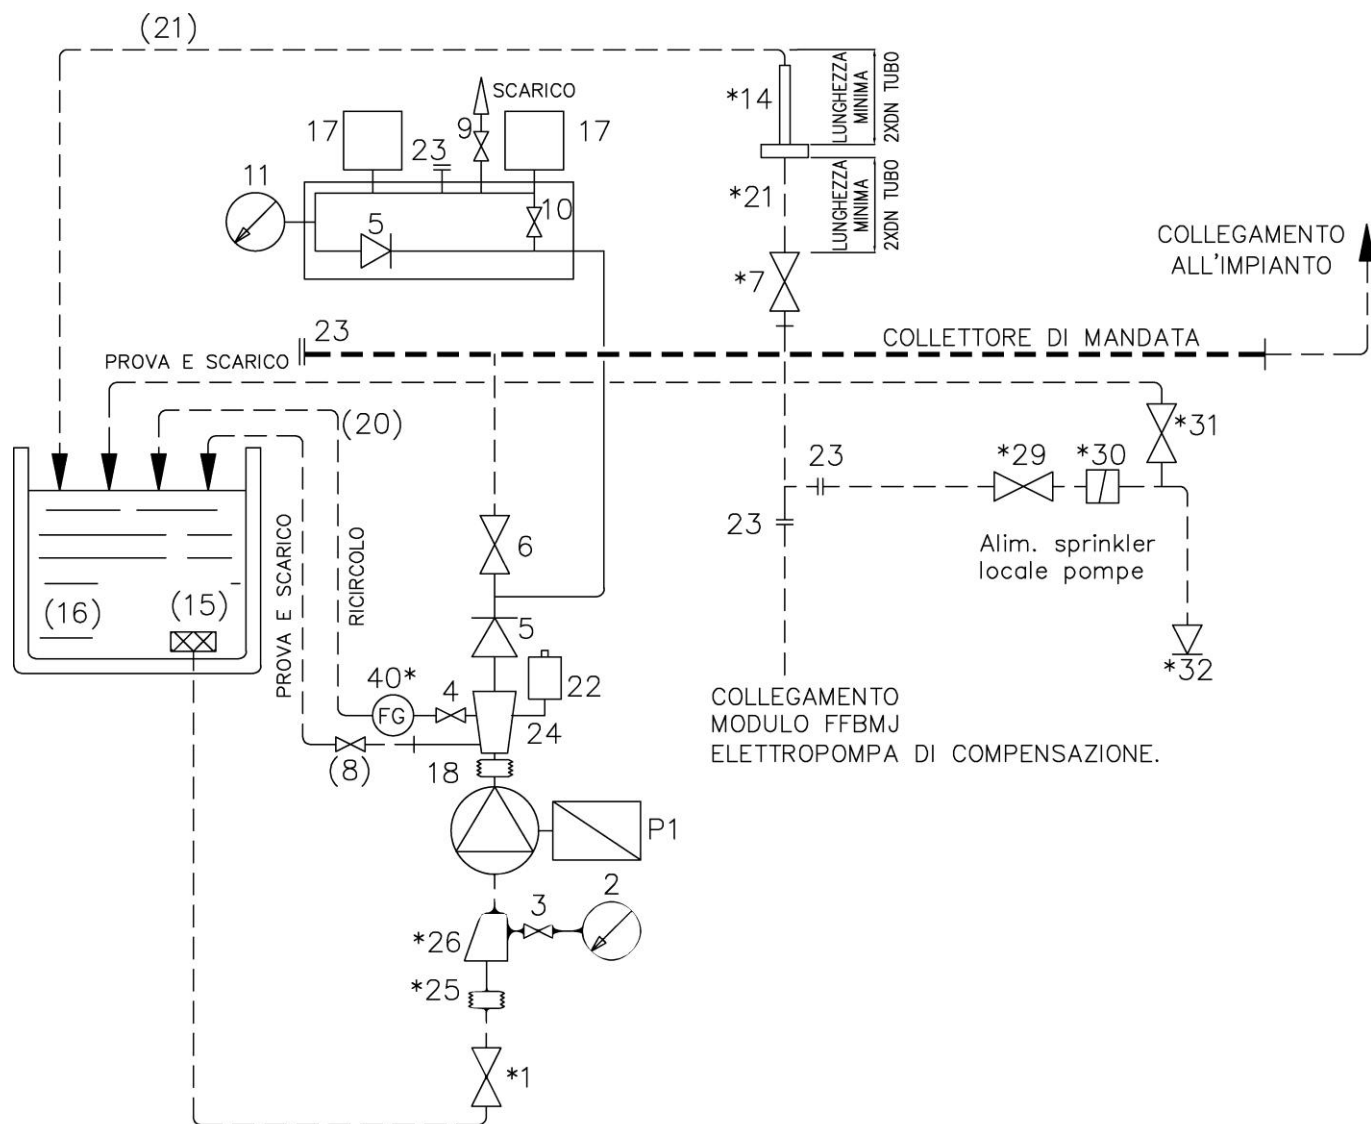 (21)
SCARICO
*14
LUNGHEZZA
MINIMA
2XDN TUBO
17
9
17
23
11
5
10
*21
LUNGHEZZA
MINIMA
2XDN TUBO
*7
COLLEGAMENTO
ALL'IMPIANTO
23
COLLETTORE DI MANDATA
PROVA E SCARICO
(20)
*31
23
*29
*30
23
6
Alim. sprinkler
locale pompe
PROVA E SCARICO
RICIRCOLO
(16)
(15)
5
*32
40*
4
22
FG
24
(8)
18
COLLEGAMENTO
MODULO FFBMJ
ELETTROPOMPA DI COMPENSAZIONE.
P1
2
3
*26
*25
*1